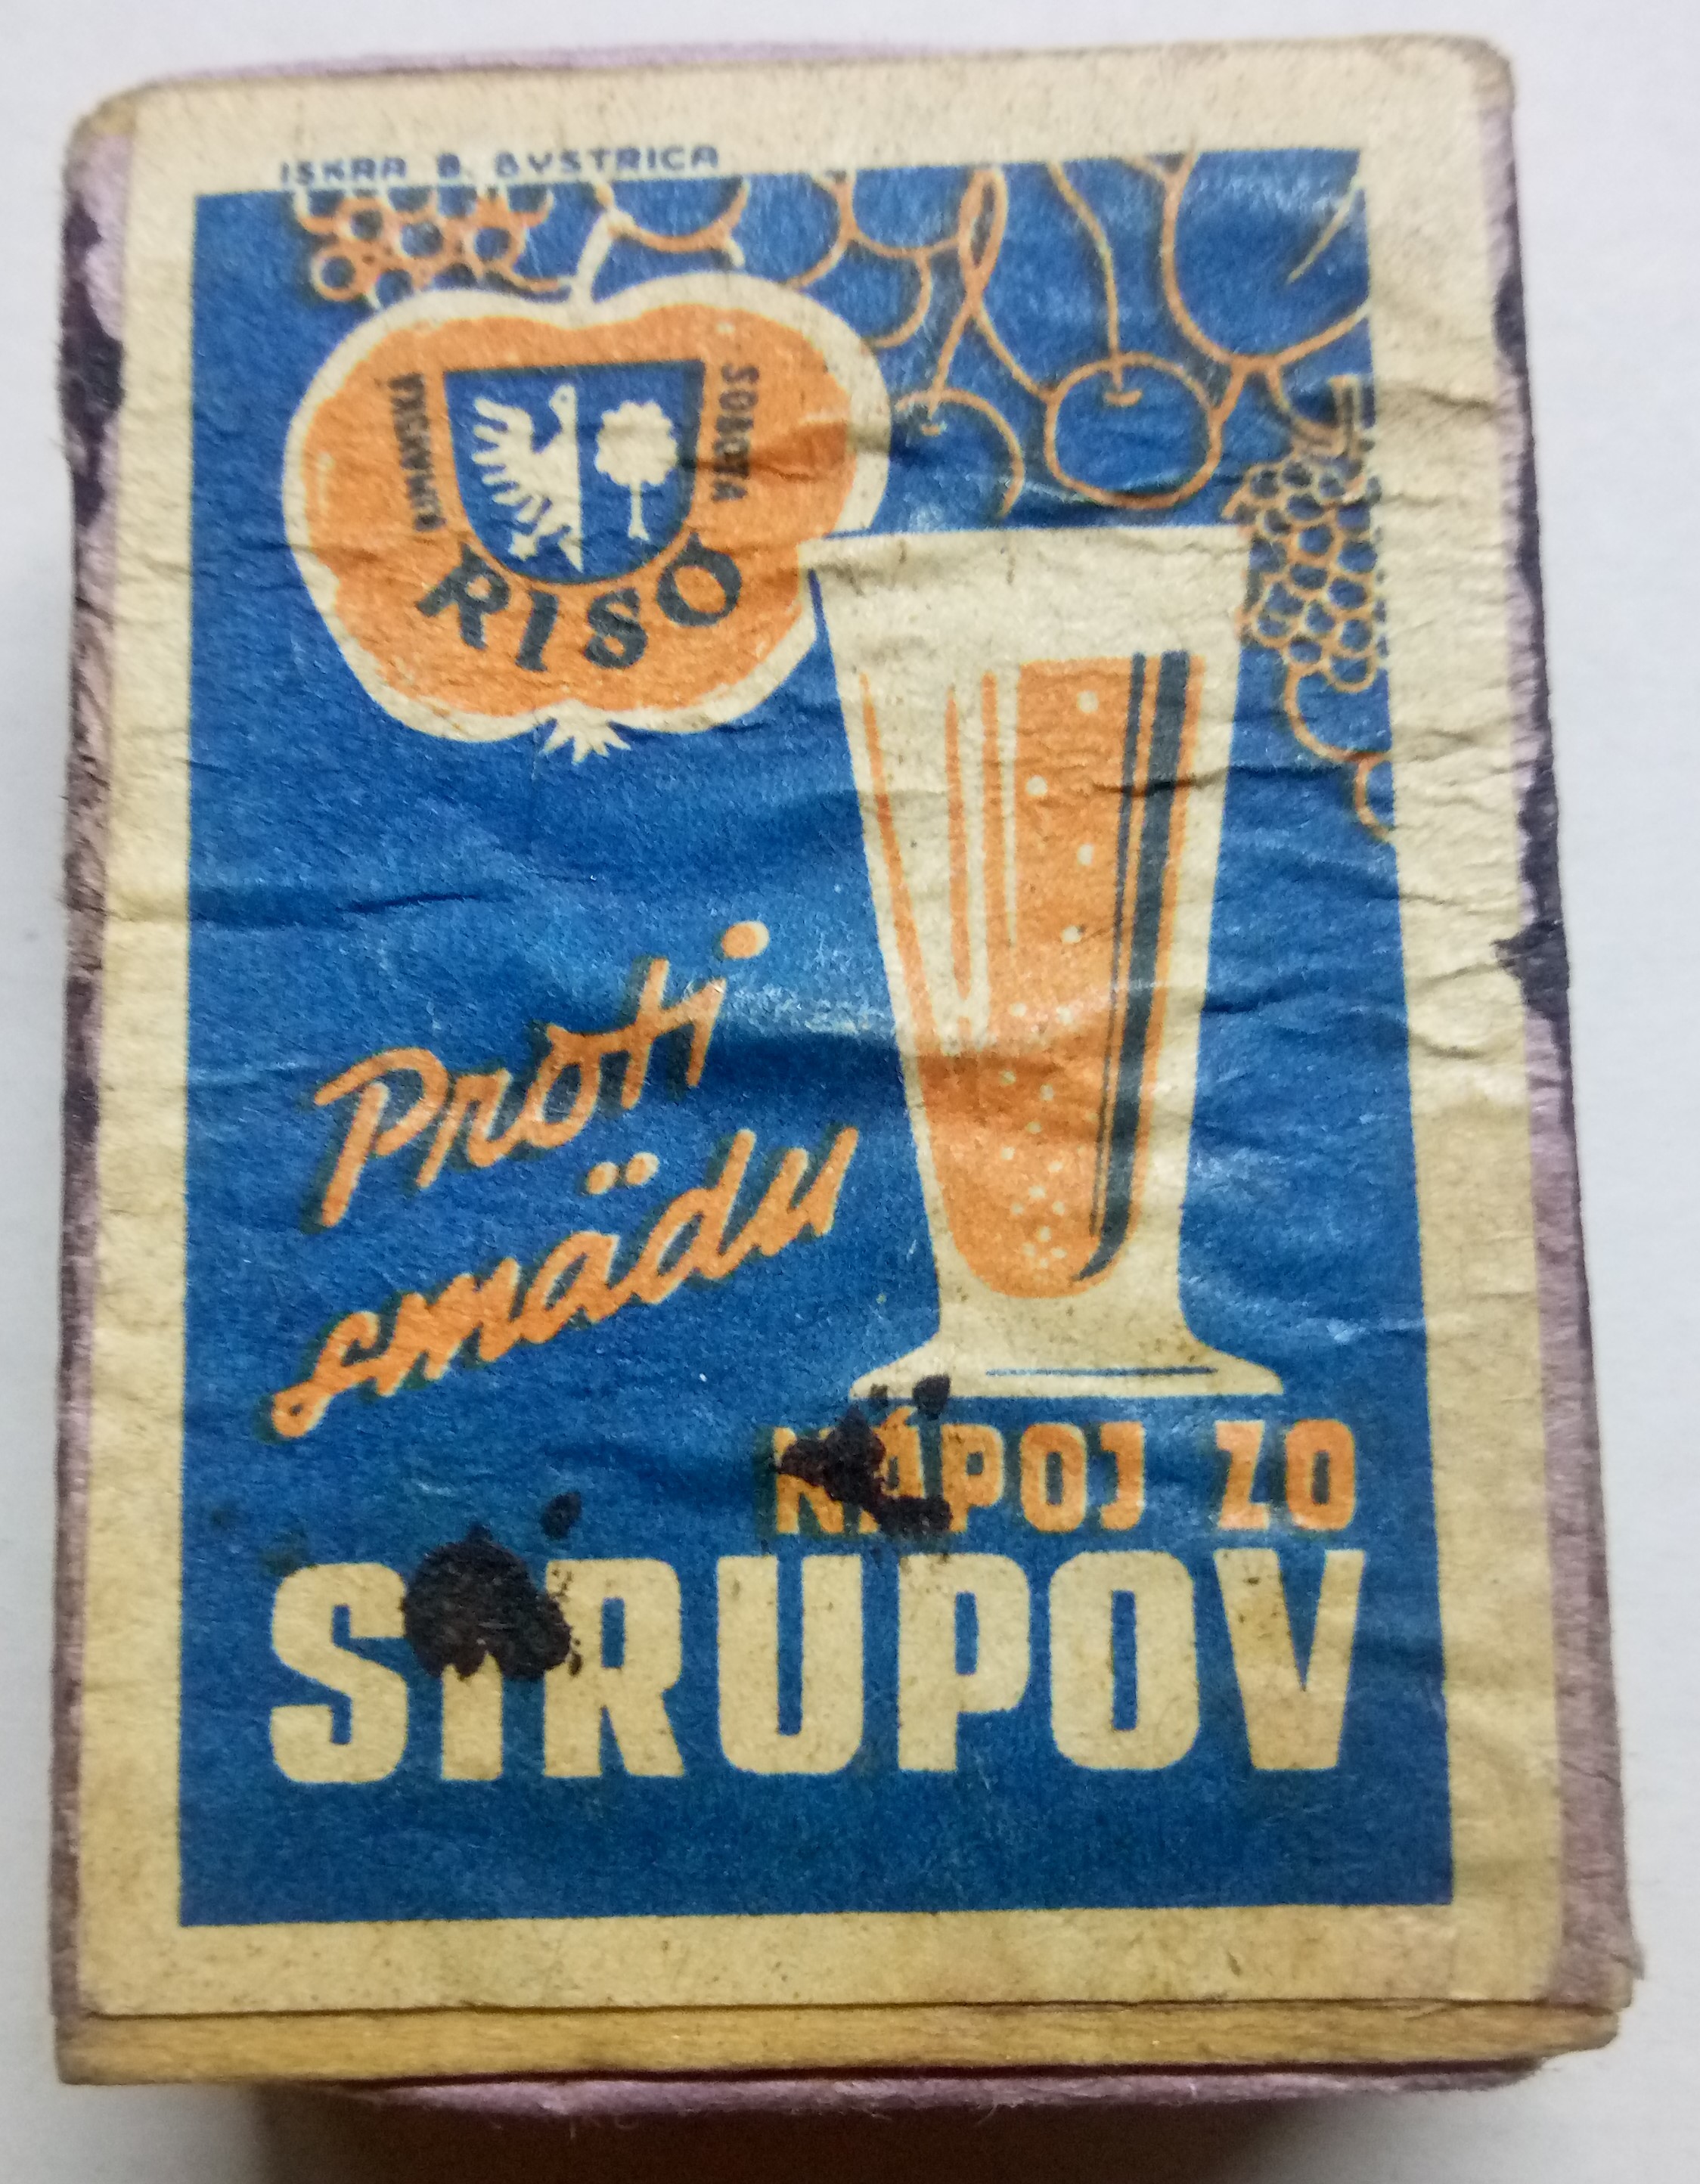 ISKRA B. BYSTRICA
RIMAVSKÁ
SOBOTA
RISO
Proti
smädu
NÁPOJ ZO
SIRUPOV